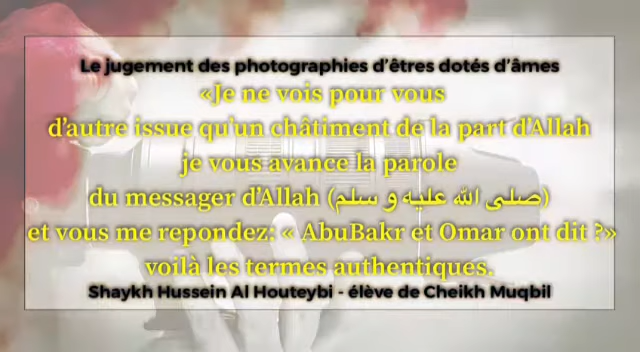 Le jugement des photographies d'êtres dotés d'âmes
«Je ne vois pour vous
d'autre issue qu'un châtiment de la part d'Allah
je vous avance la parole
du messager d'Allah (صلى الله عليه و سلم)
et vous me repondez: « AbuBakr et Omar ont dit ?»
voilà les termes authentiques.
Shaykh Hussein Al Houteybi - élève de Cheikh Muqbil